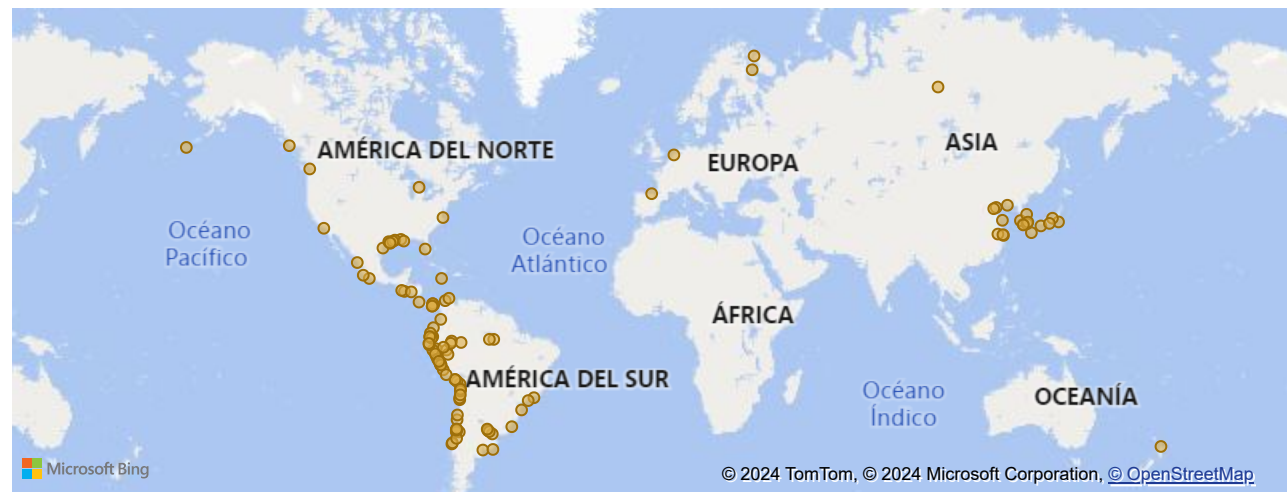 AMÉRICA DEL NORTE
EUROPA
ASIA
Océano
Pacífico
Océano
Atlántico
ÁFRICA
AMÉRICA DEL SUR
Océano
Índico
OCEANÍA
Microsoft Bing
© 2024 TomTom, © 2024 Microsoft Corporation, © OpenStreetMap